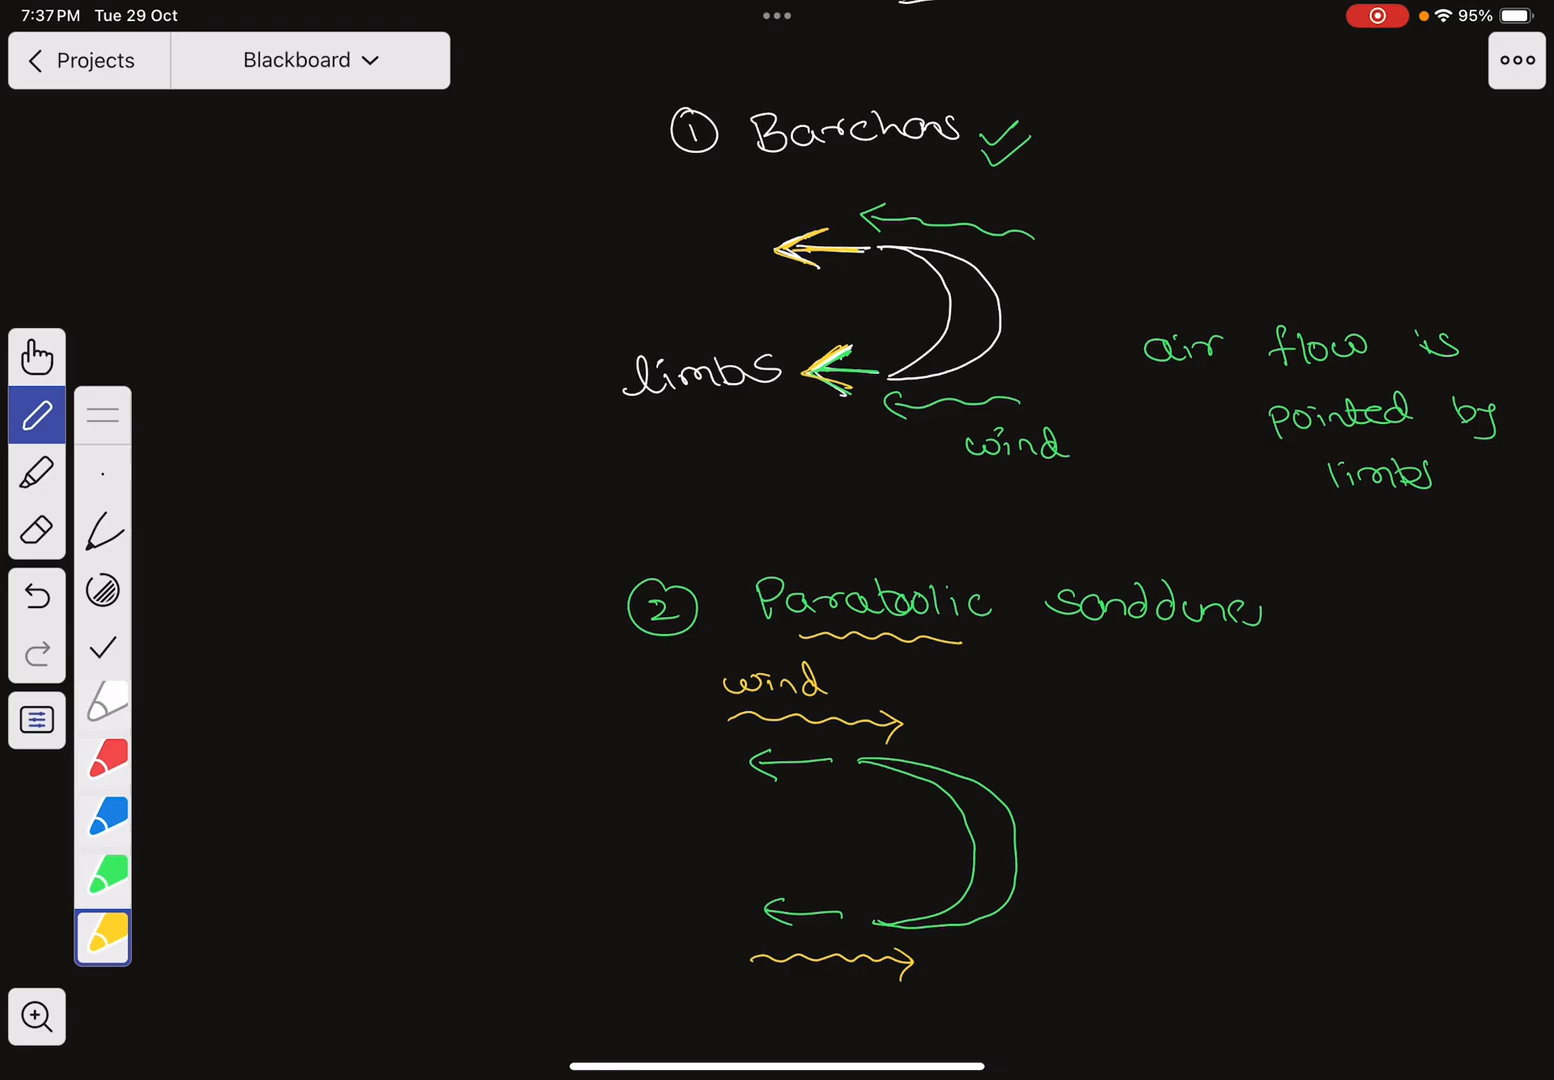 7:37 PM Tue 29 Oct
95%
Projects
Blackboard
① Barchans
limbs
wind
air flow is
pointed by
limbs
② Parabolic sanddunes
wind